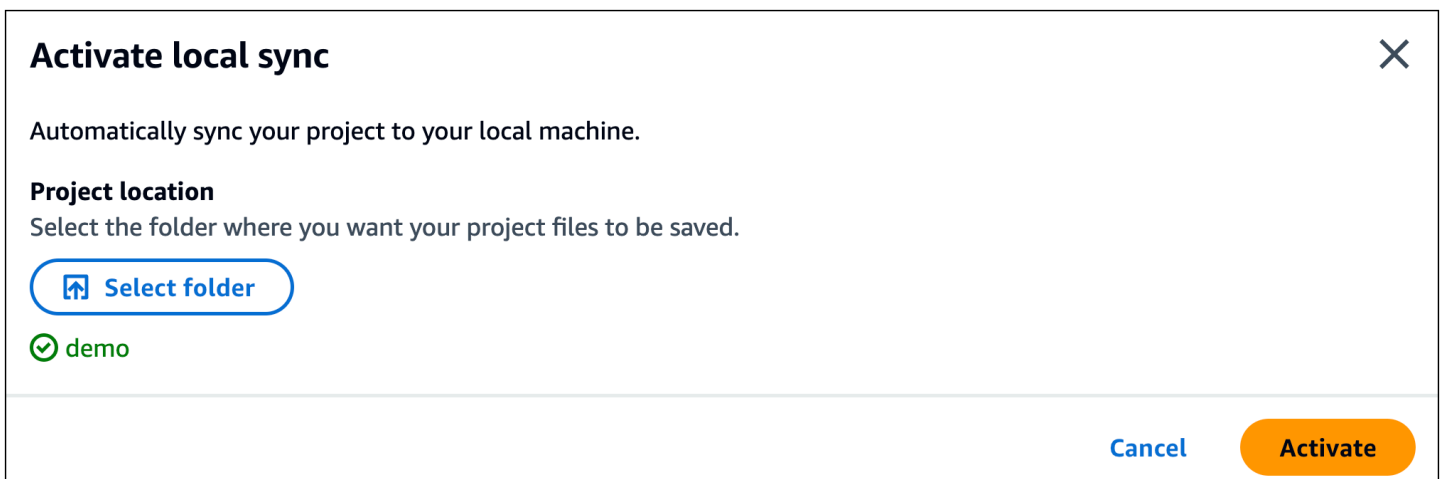 Activate local sync
Automatically sync your project to your local machine.
Project location
Select the folder where you want your project files to be saved.
Select folder
demo
Cancel
Activate